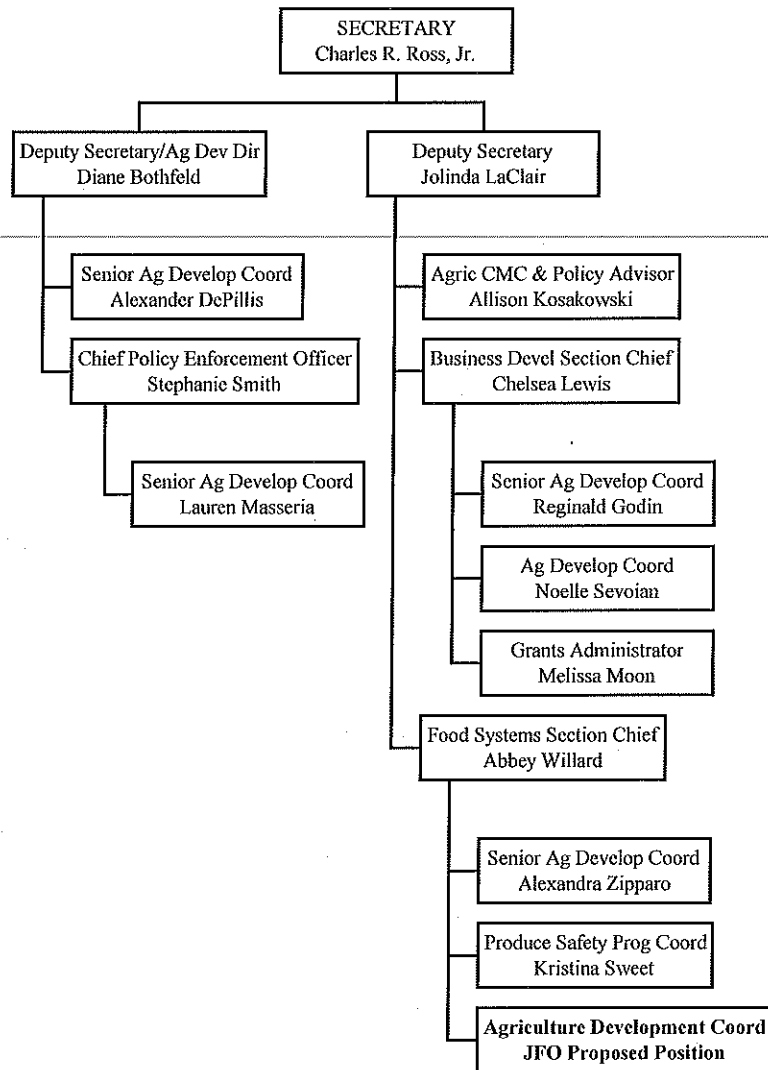 SECRETARY
Charles R. Ross, Jr.
Deputy Secretary/Ag Dev Dir
Diane Bothfeld
Deputy Secretary
Jolinda LaClair
Senior Ag Develop Coord
Alexander DePillis
Chief Policy Enforcement Officer
Stephanie Smith
Senior Ag Develop Coord
Lauren Masseria
Agric CMC & Policy Advisor
Allison Kosakowski
Business Devel Section Chief
Chelsea Lewis
Senior Ag Develop Coord
Reginald Godin
Ag Develop Coord
Noelle Sevoian
Grants Administrator
Melissa Moon
Food Systems Section Chief
Abbey Willard
Senior Ag Develop Coord
Alexandra Zipparo
Produce Safety Prog Coord
Kristina Sweet
Agriculture Development Coord
JFO Proposed Position